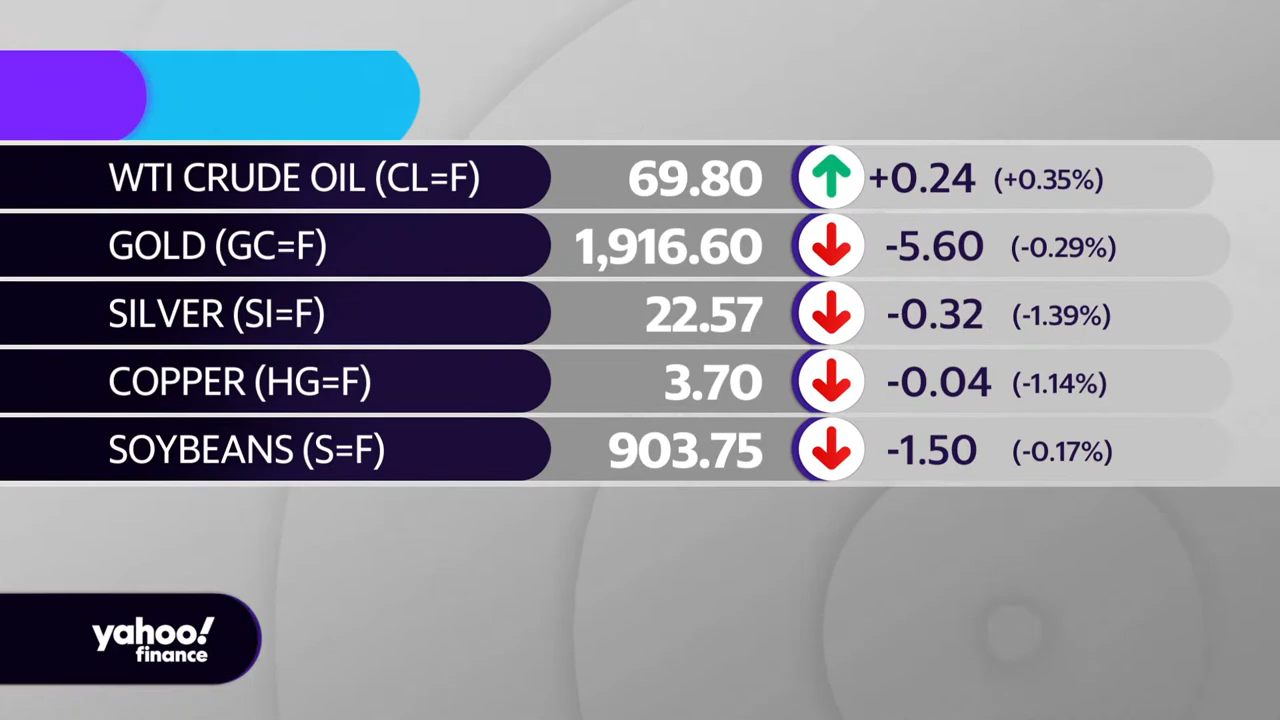 WTI CRUDE OIL (CL=F) 69.80 +0.24 (+0.35%)
GOLD (GC=F) 1,916.60 -5.60 (-0.29%)
SILVER (SI=F) 22.57 -0.32 (-1.39%)
COPPER (HG=F) 3.70 -0.04 (-1.14%)
SOYBEANS (S=F) 903.75 -1.50 (-0.17%)
yahoo!
finance